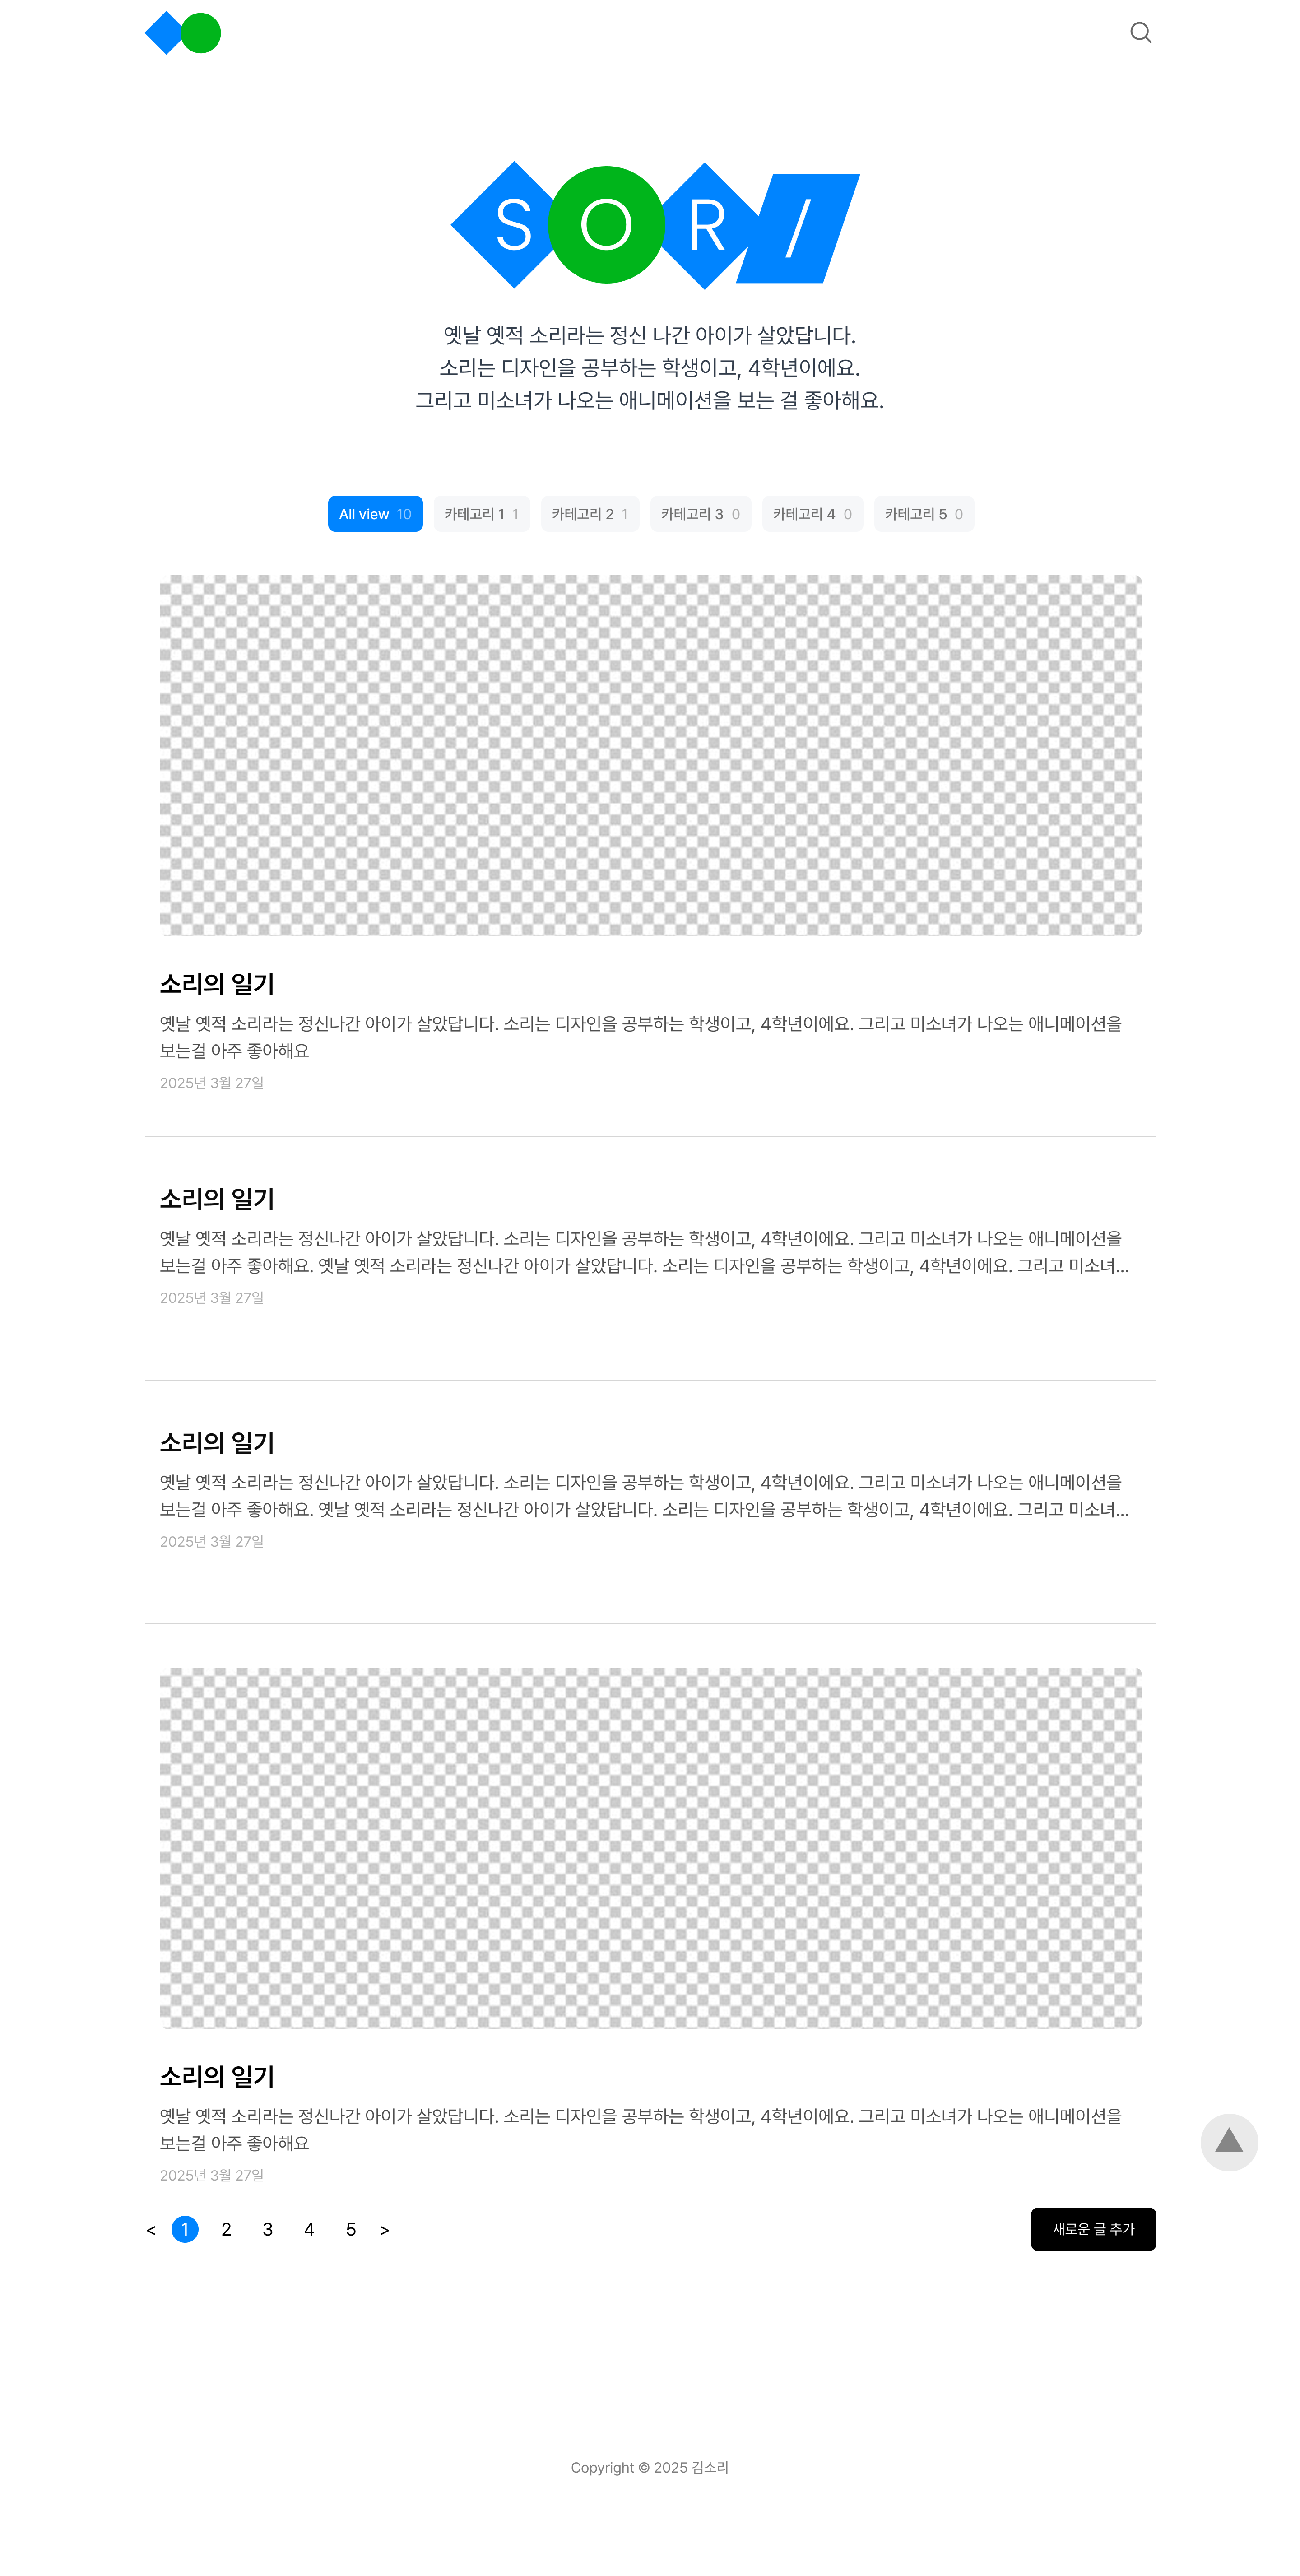 SOR/
옛날 옛적 소리라는 정신 나간 아이가 살았답니다.
소리는 디자인을 공부하는 학생이고, 4학년이에요.
그리고 미소녀가 나오는 애니메이션을 보는 걸 좋아해요.
All view 10 카테고리 1 1 카테고리 2 1 카테고리 3 0 카테고리 4 0 카테고리 5 0
소리의 일기
옛날 옛적 소리라는 정신나간 아이가 살았답니다. 소리는 디자인을 공부하는 학생이고, 4학년이에요. 그리고 미소녀가 나오는 애니메이션을
보는걸 아주 좋아해요
2025년 3월 27일
소리의 일기
옛날 옛적 소리라는 정신나간 아이가 살았답니다. 소리는 디자인을 공부하는 학생이고, 4학년이에요. 그리고 미소녀가 나오는 애니메이션을
보는걸 아주 좋아해요. 옛날 옛적 소리라는 정신나간 아이가 살았답니다. 소리는 디자인을 공부하는 학생이고, 4학년이에요. 그리고 미소녀...
2025년 3월 27일
소리의 일기
옛날 옛적 소리라는 정신나간 아이가 살았답니다. 소리는 디자인을 공부하는 학생이고, 4학년이에요. 그리고 미소녀가 나오는 애니메이션을
보는걸 아주 좋아해요. 옛날 옛적 소리라는 정신나간 아이가 살았답니다. 소리는 디자인을 공부하는 학생이고, 4학년이에요. 그리고 미소녀...
2025년 3월 27일
소리의 일기
옛날 옛적 소리라는 정신나간 아이가 살았답니다. 소리는 디자인을 공부하는 학생이고, 4학년이에요. 그리고 미소녀가 나오는 애니메이션을
보는걸 아주 좋아해요
2025년 3월 27일
< 1 2 3 4 5 > 새로운 글 추가
Copyright © 2025 김소리